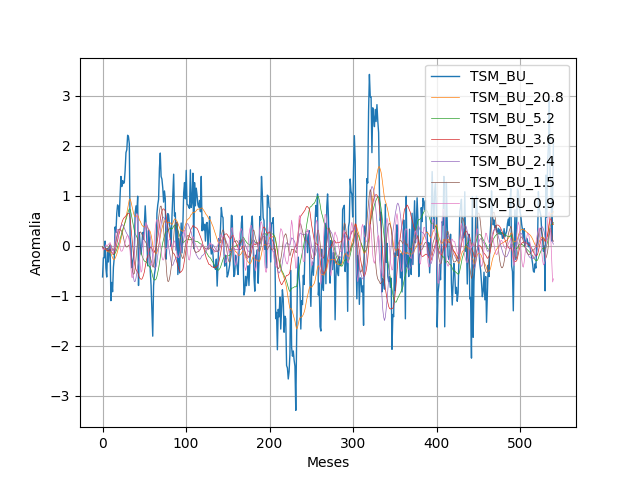 3
2
1
0
−1
−2
−3
Anomalia
0
100
200
300
400
500
Meses
TSM_BU_
TSM_BU_20.8
TSM_BU_5.2
TSM_BU_3.6
TSM_BU_2.4
TSM_BU_1.5
TSM_BU_0.9